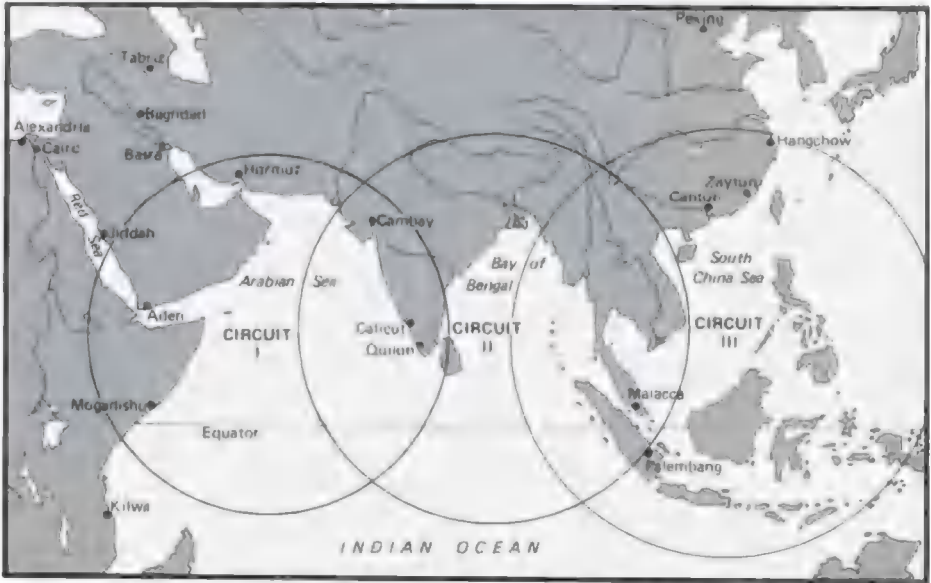 Peking
Tabriz
Baghdad
Alexandria
Cairo
Basra
Hangchow
Hormuz
Zaytun
Canton
Cambay
Red
Sea
Jiddah
South
China Sea
Bay of
Bengal
Arabian Sea
Aden
CIRCUIT
I
Calicut
Quilon
CIRCUIT
II
CIRCUIT
III
Malacca
Mogadishu
Equator
Palembang
Kilwa
INDIAN OCEAN